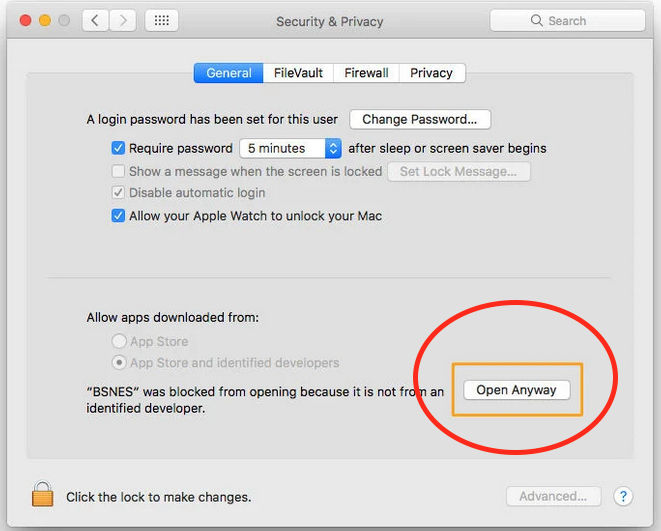 Security & Privacy
Search
General FileVault Firewall Privacy
A login password has been set for this user Change Password...
Require password 5 minutes after sleep or screen saver begins
Show a message when the screen is locked Set Lock Message...
Disable automatic login
Allow your Apple Watch to unlock your Mac
Allow apps downloaded from:
App Store
App Store and identified developers
“BSNES” was blocked from opening because it is not from an
identified developer.
Open Anyway
Click the lock to make changes.
Advanced...
?